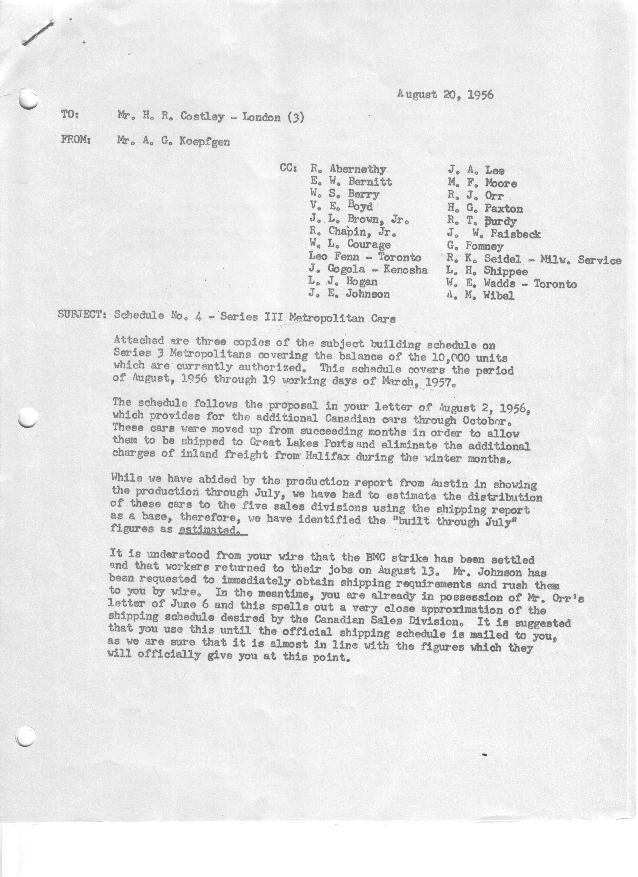 August 20, 1956
TO: Mr. H. R. Costley - London (3)
FROM: Mr. A. G. Koepfgen
CC: R. Abernethy J. A. Lee
E. W. Bernitt M. F. Moore
W. S. Berry R. J. Orr
V. E. Boyd H. G. Paxton
J. L. Brown, Jr. R. T. Purdy
R. Chapin, Jr. J. W. Raisbeck
W. L. Courage G. Romney
Leo Fenn - Toronto R. K. Seidel - Milw. Service
J. Gogola - Kenosha L. H. Shippee
L. J. Hogan W. E. Wadds - Toronto
J. E. Johnson A. M. Wibel
SUBJECT: Schedule No. 4 - Series III Metropolitan Cars
Attached are three copies of the subject building schedule on
Series 3 Metropolitans covering the balance of the 10,000 units
which are currently authorized. This schedule covers the period
of August, 1956 through 19 working days of March, 1957.
The schedule follows the proposal in your letter of August 2, 1956,
which provides for the additional Canadian cars through October.
These cars were moved up from succeeding months in order to allow
them to be shipped to Great Lakes Ports and eliminate the additional
charges of inland freight from Halifax during the winter months.
While we have abided by the production report from Austin in showing
the production through July, we have had to estimate the distribution
of these cars to the five sales divisions using the shipping report
as a base, therefore, we have identified the "built through July"
figures as estimated.
It is understood from your wire that the BMC strike has been settled
and that workers returned to their jobs on August 13. Mr. Johnson has
been requested to immediately obtain shipping requirements and rush them
to you by wire. In the meantime, you are already in possession of Mr. Orr's
letter of June 6 and this spells out a very close approximation of the
shipping schedule desired by the Canadian Sales Division. It is suggested
that you use this until the official shipping schedule is mailed to you,
as we are sure that it is almost in line with the figures which they
will officially give you at this point.